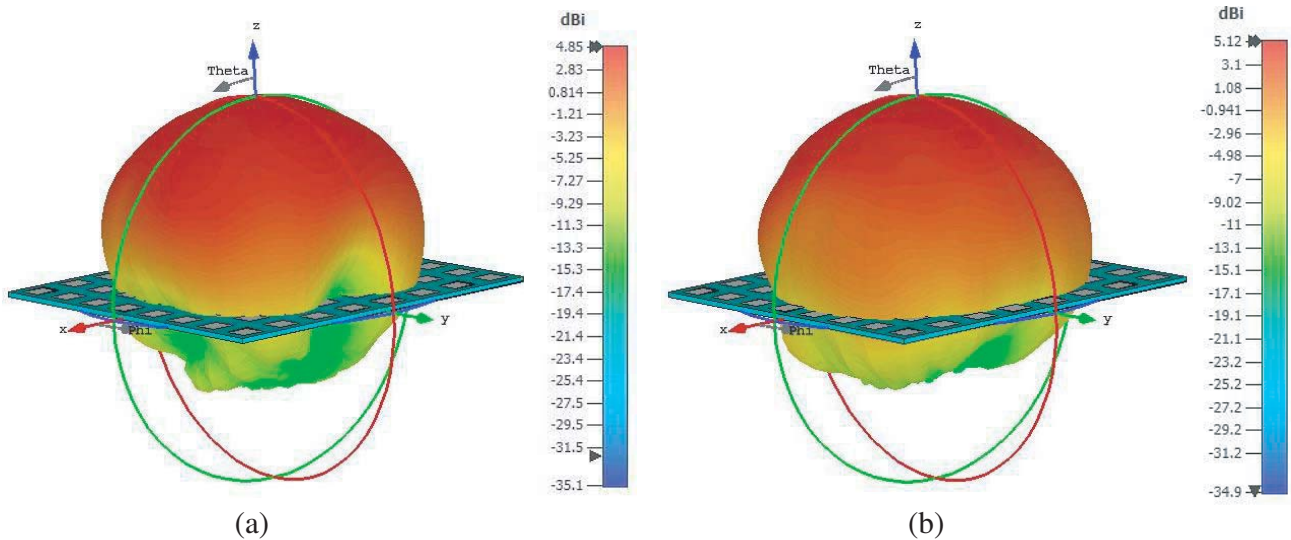 dBi
4.85
2.83
0.814
-1.21
-3.23
-5.25
-7.27
-9.29
-11.3
-13.3
-15.3
-17.4
-19.4
-21.4
-23.4
-25.4
-27.5
-29.5
-31.5
-35.1
z
Theta
x
Phi
y
(a)
dBi
5.12
3.1
1.08
-0.941
-2.96
-4.98
-7
-9.02
-11
-13.1
-15.1
-17.1
-19.1
-21.1
-23.2
-25.2
-27.2
-29.2
-31.2
-34.9
z
Theta
x
Phi
y
(b)